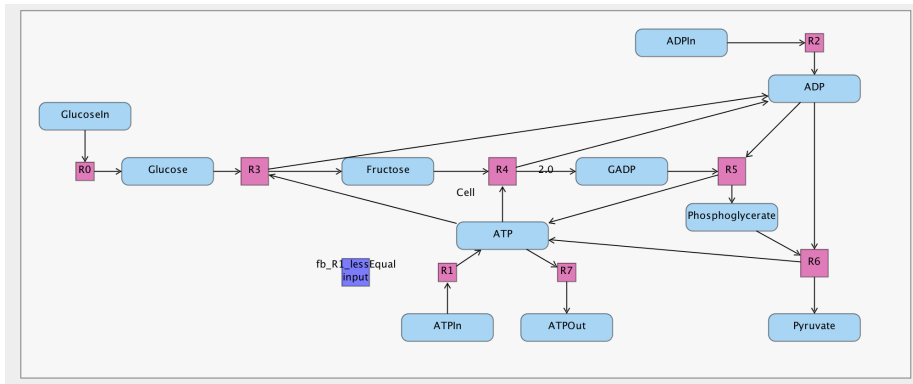 ADPIn
R2
ADP
GlucoseIn
R0
Glucose
R3
Fructose
R4
2.0
GADP
R5
Cell
Phosphoglycerate
ATP
R6
fb_R1_lessEqual
input
R1
R7
ATPIn
ATPOut
Pyruvate